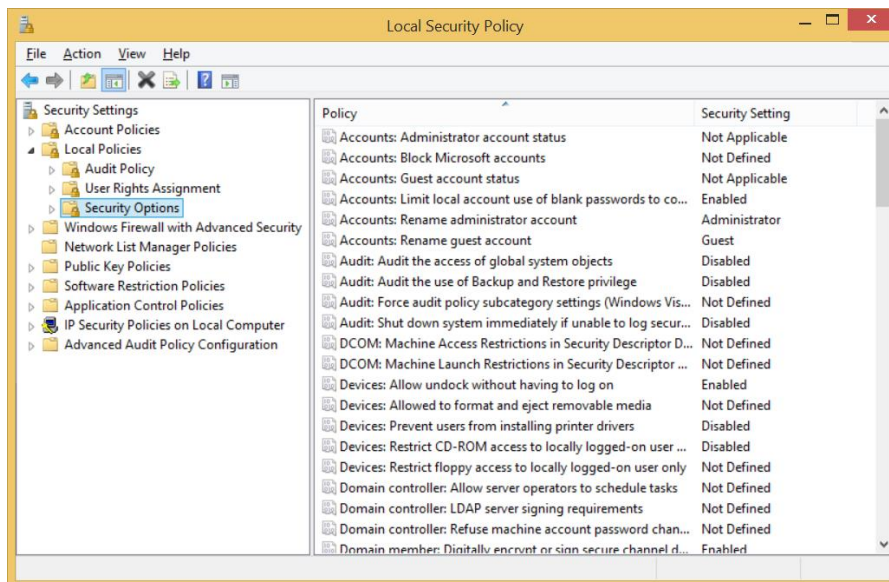 Local Security Policy
File Action View Help
Security Settings
Account Policies
Local Policies
Audit Policy
User Rights Assignment
Security Options
Windows Firewall with Advanced Security
Network List Manager Policies
Public Key Policies
Software Restriction Policies
Application Control Policies
IP Security Policies on Local Computer
Advanced Audit Policy Configuration
Policy Security Setting
Accounts: Administrator account status Not Applicable
Accounts: Block Microsoft accounts Not Defined
Accounts: Guest account status Not Applicable
Accounts: Limit local account use of blank passwords to co... Enabled
Accounts: Rename administrator account Administrator
Accounts: Rename guest account Guest
Audit: Audit the access of global system objects Disabled
Audit: Audit the use of Backup and Restore privilege Disabled
Audit: Force audit policy subcategory settings (Windows Vis... Not Defined
Audit: Shut down system immediately if unable to log secur... Disabled
DCOM: Machine Access Restrictions in Security Descriptor D... Not Defined
DCOM: Machine Launch Restrictions in Security Descriptor ... Not Defined
Devices: Allow undock without having to log on Enabled
Devices: Allowed to format and eject removable media Not Defined
Devices: Prevent users from installing printer drivers Disabled
Devices: Restrict CD-ROM access to locally logged-on user ... Disabled
Devices: Restrict floppy access to locally logged-on user only Not Defined
Domain controller: Allow server operators to schedule tasks Not Defined
Domain controller: LDAP server signing requirements Not Defined
Domain controller: Refuse machine account password chan... Not Defined
Domain member: Digitally encrypt or sign secure channel d... Enabled